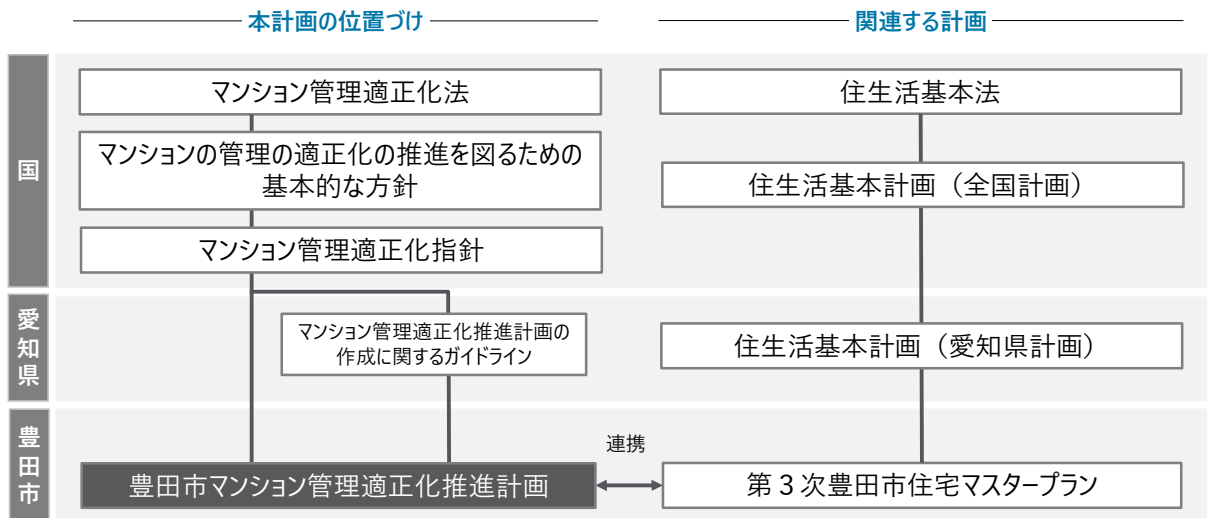 本計画の位置づけ
関連する計画
国
マンション管理適正化法
マンションの管理の適正化の推進を図るための
基本的な方針
マンション管理適正化指針
住生活基本法
住生活基本計画（全国計画）
愛知県
マンション管理適正化推進計画の
作成に関するガイドライン
住生活基本計画（愛知県計画）
豊田市
豊田市マンション管理適正化推進計画
連携
第３次豊田市住宅マスタープラン